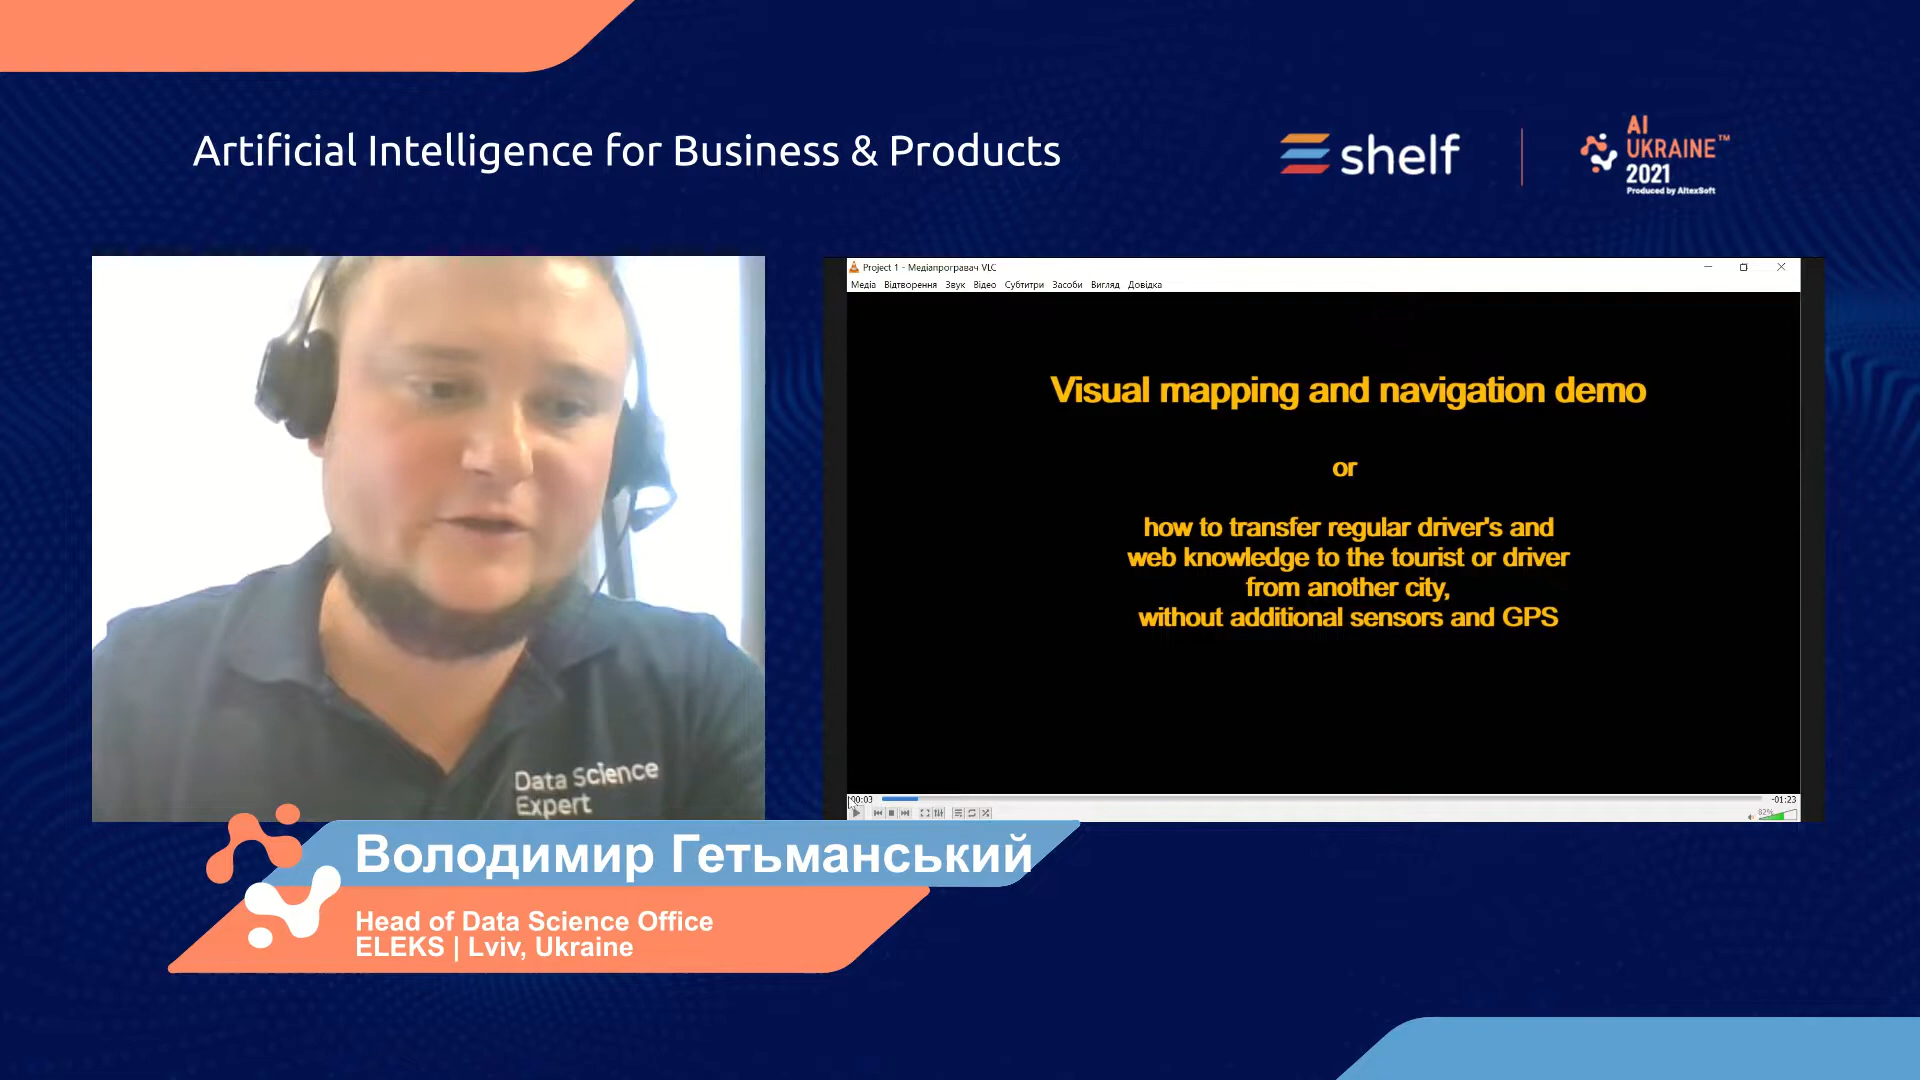 Artificial Intelligence for Business & Products
shelf
AI
UKRAINE™
2021
Produced by AltexSoft
Project 1 - Медіапрогравач VLC
Медіа Відтворення Звук Відео Субтитри Засоби Вигляд Довідка
Visual mapping and navigation demo
or
how to transfer regular driver's and
web knowledge to the tourist or driver
from another city,
without additional sensors and GPS
00:03
-01:23
82%
Data Science
Expert
Володимир Гетьманський
Head of Data Science Office
ELEKS | Lviv, Ukraine